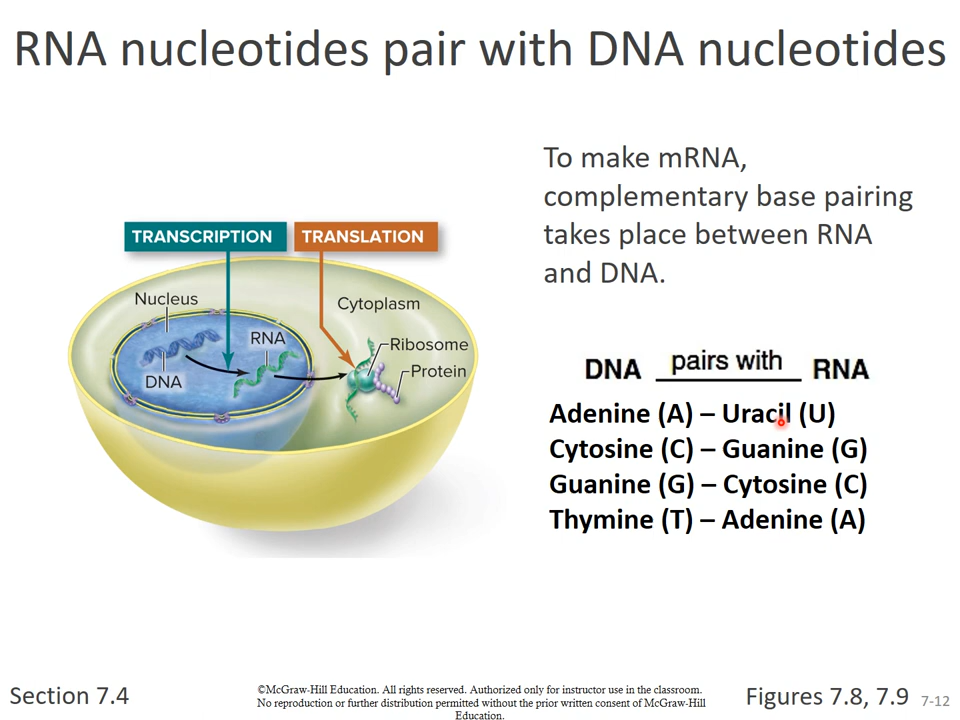 RNA nucleotides pair with DNA nucleotides
To make mRNA,
complementary base pairing
takes place between RNA
and DNA.
TRANSCRIPTION
TRANSLATION
Nucleus
Cytoplasm
RNA
Ribosome
DNA
Protein
DNA pairs with RNA
Adenine (A) – Uracil (U)
Cytosine (C) – Guanine (G)
Guanine (G) – Cytosine (C)
Thymine (T) – Adenine (A)
Section 7.4
©McGraw-Hill Education. All rights reserved. Authorized only for instructor use in the classroom.
No reproduction or further distribution permitted without the prior written consent of McGraw-Hill
Education.
Figures 7.8, 7.9
7-12